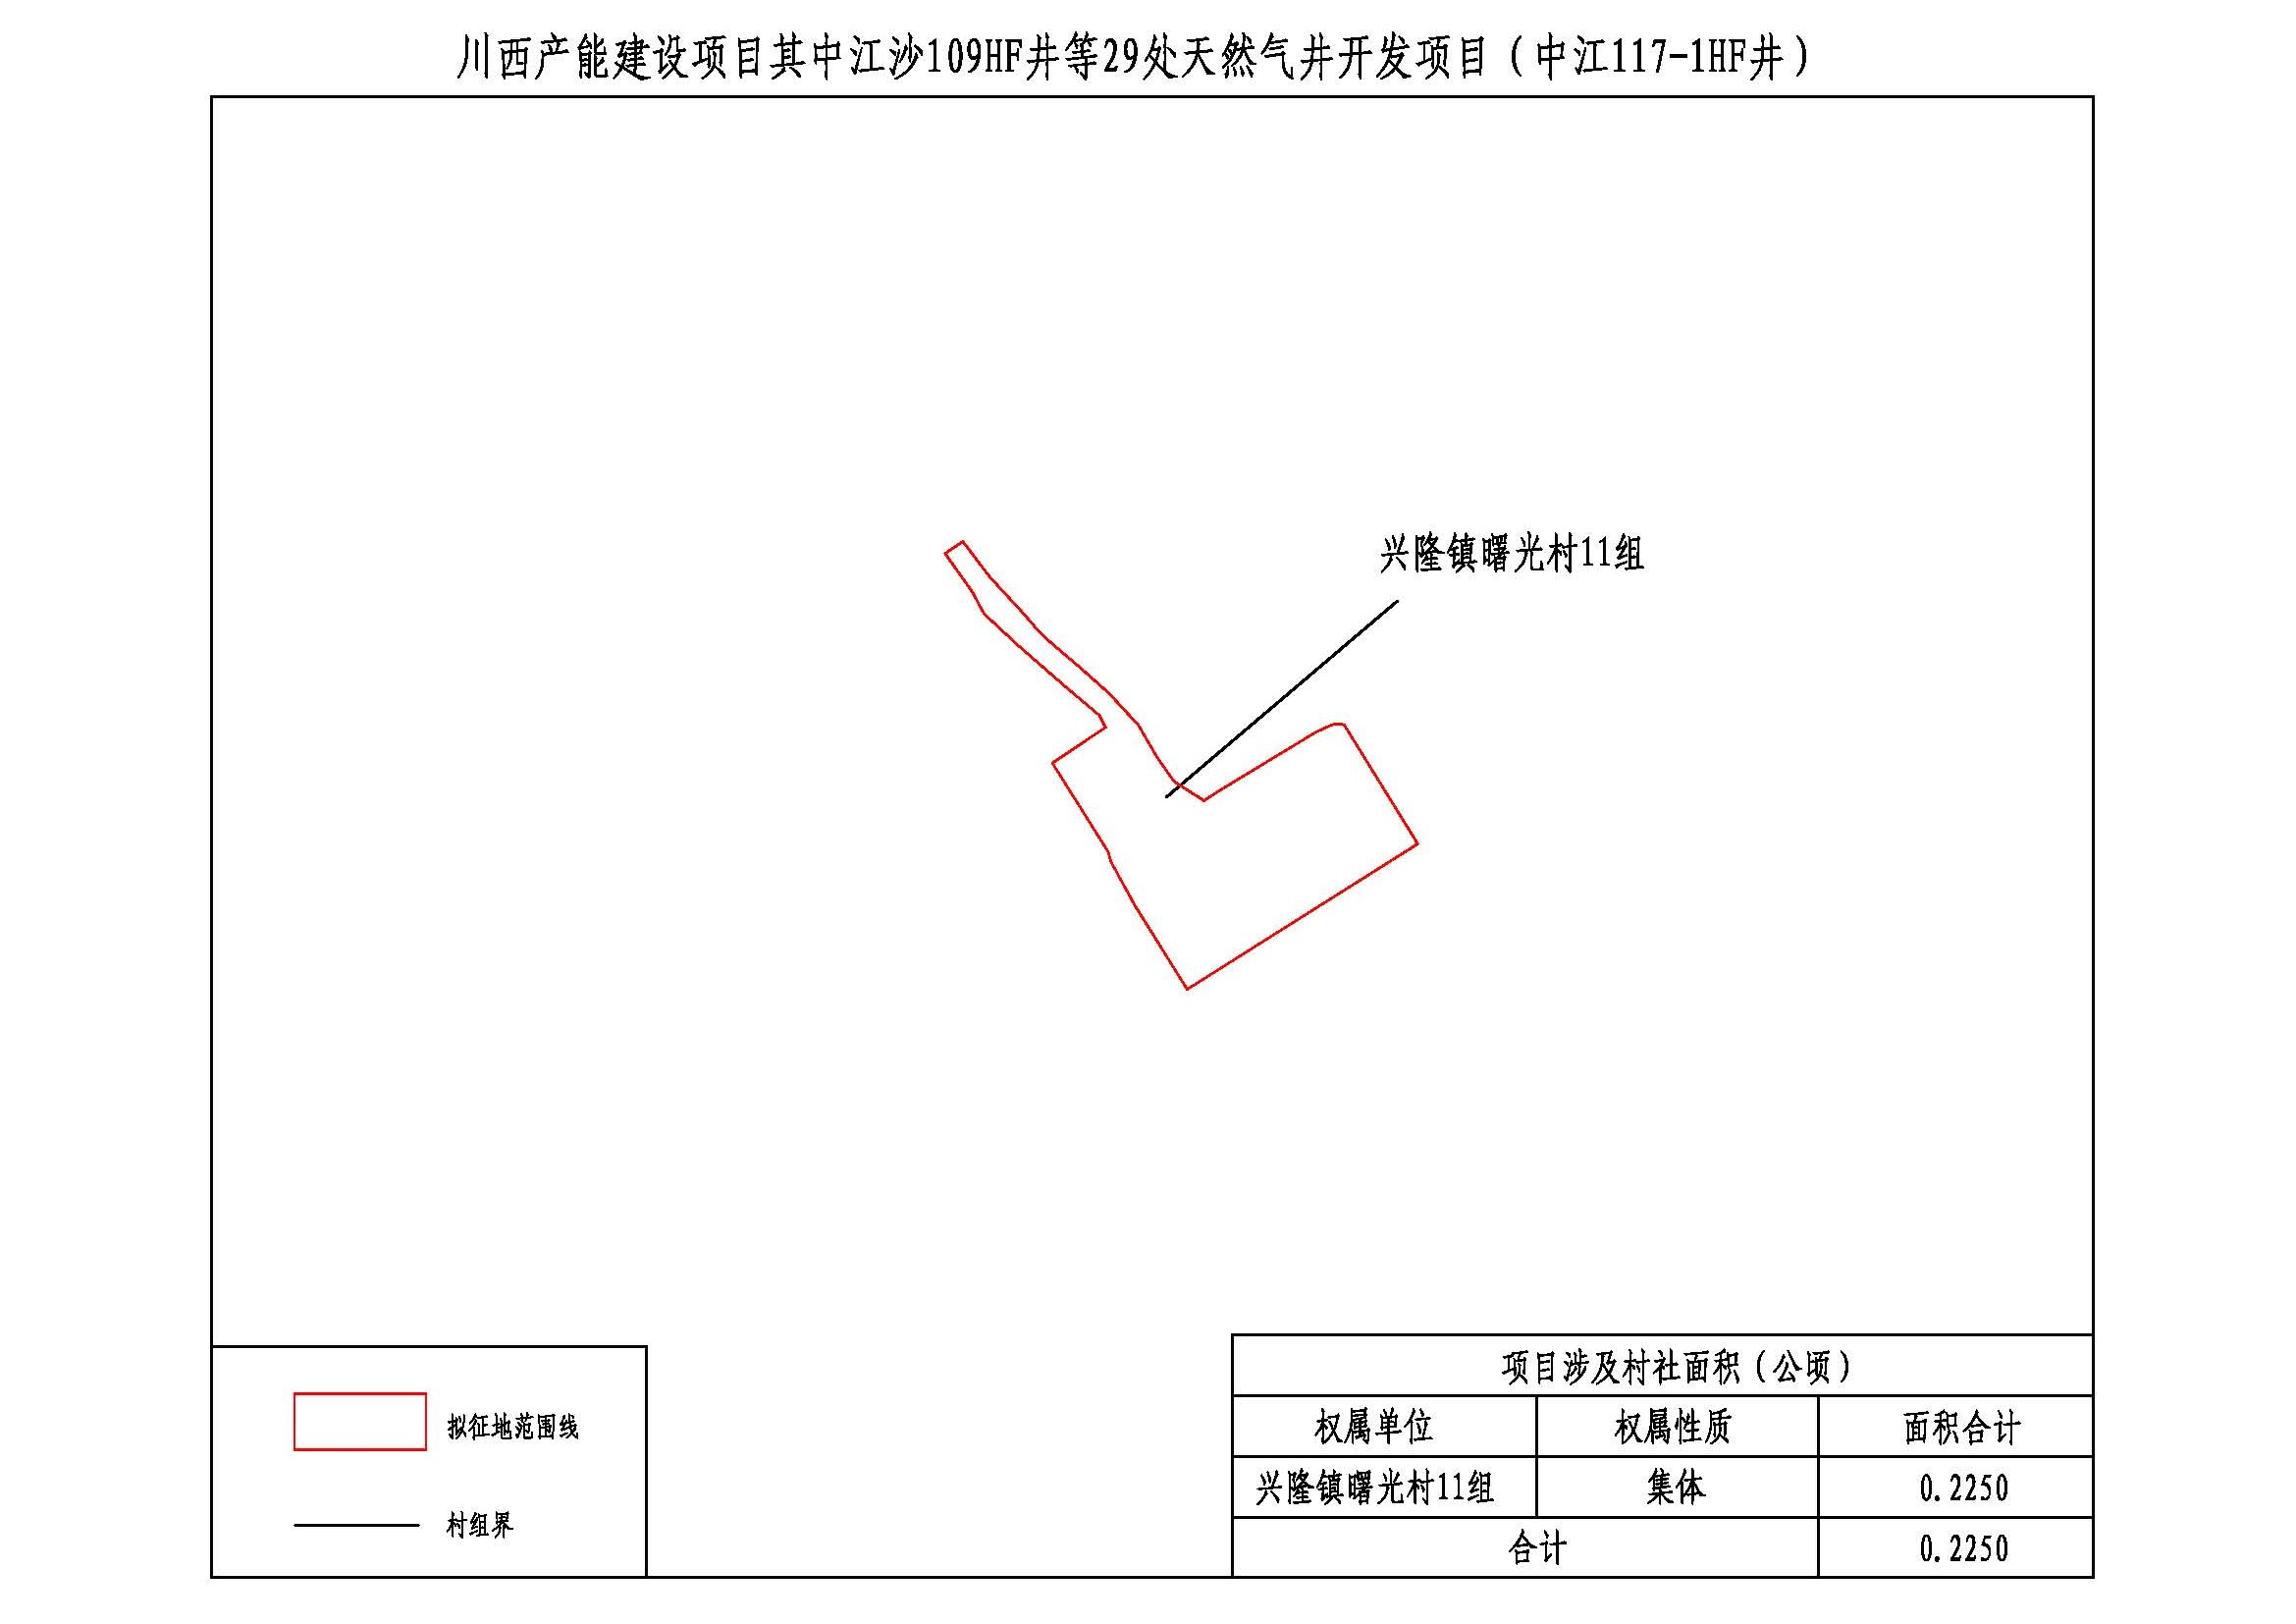 川西产能建设项目其中江沙109HF井等29处天然气井开发项目（中江117-1HF井）
兴隆镇曙光村11组
项目涉及村社面积（公顷）
权属单位 权属性质 面积合计
兴隆镇曙光村11组 集体 0.2250
合计 0.2250
拟征地范围线
村组界